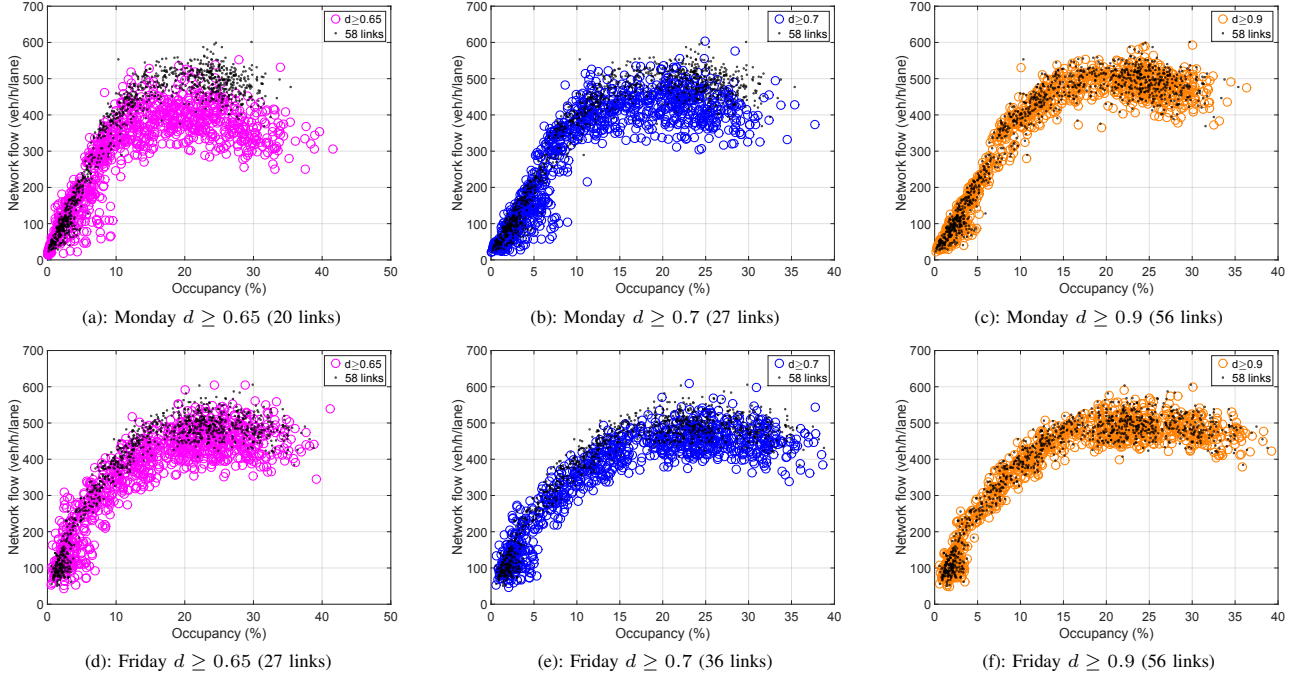 700
600
500
400
300
200
100
0
Network flow (veh/h/lane)
0 10 20 30 40 50
Occupancy (%)
d≥0.65
58 links
(a): Monday d ≥ 0.65 (20 links)
700
600
500
400
300
200
100
0
Network flow (veh/h/lane)
0 5 10 15 20 25 30 35 40
Occupancy (%)
d≥0.7
58 links
(b): Monday d ≥ 0.7 (27 links)
700
600
500
400
300
200
100
0
Network flow (veh/h/lane)
0 5 10 15 20 25 30 35 40
Occupancy (%)
d≥0.9
58 links
(c): Monday d ≥ 0.9 (56 links)
700
600
500
400
300
200
100
0
Network flow (veh/h/lane)
0 10 20 30 40 50
Occupancy (%)
d≥0.65
58 links
(d): Friday d ≥ 0.65 (27 links)
700
600
500
400
300
200
100
0
Network flow (veh/h/lane)
0 5 10 15 20 25 30 35 40
Occupancy (%)
d≥0.7
58 links
(e): Friday d ≥ 0.7 (36 links)
700
600
500
400
300
200
100
0
Network flow (veh/h/lane)
0 5 10 15 20 25 30 35 40
Occupancy (%)
d≥0.9
58 links
(f): Friday d ≥ 0.9 (56 links)